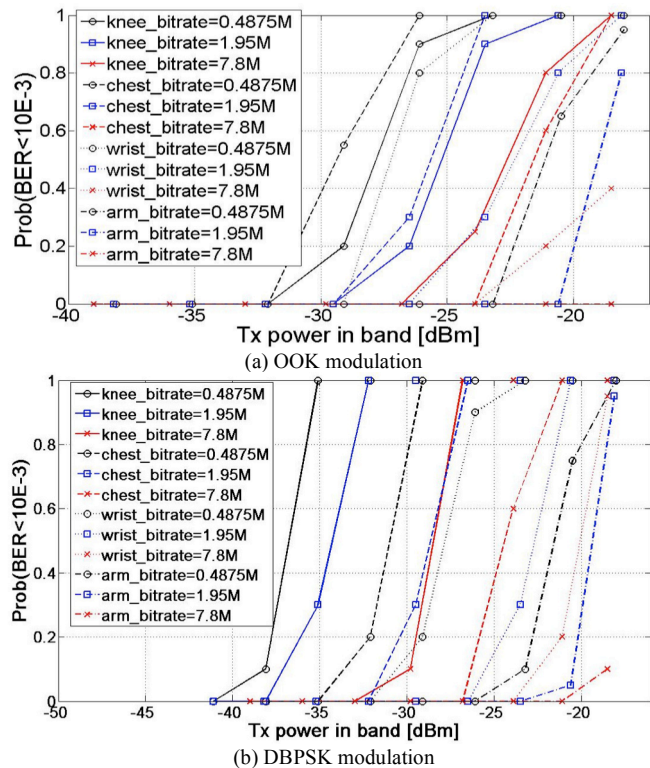 Prob(BER<10E-3)
1
0.8
0.6
0.4
0.2
0
knee_bitrate=0.4875M
knee_bitrate=1.95M
knee_bitrate=7.8M
chest_bitrate=0.4875M
chest_bitrate=1.95M
chest_bitrate=7.8M
wrist_bitrate=0.4875M
wrist_bitrate=1.95M
wrist_bitrate=7.8M
arm_bitrate=0.4875M
arm_bitrate=1.95M
arm_bitrate=7.8M
-40 -35 -30 -25 -20
Tx power in band [dBm]
(a) OOK modulation
Prob(BER<10E-3)
1
0.8
0.6
0.4
0.2
0
knee_bitrate=0.4875M
knee_bitrate=1.95M
knee_bitrate=7.8M
chest_bitrate=0.4875M
chest_bitrate=1.95M
chest_bitrate=7.8M
wrist_bitrate=0.4875M
wrist_bitrate=1.95M
wrist_bitrate=7.8M
arm_bitrate=0.4875M
arm_bitrate=1.95M
arm_bitrate=7.8M
-50 -45 -40 -35 -30 -25 -20
Tx power in band [dBm]
(b) DBPSK modulation